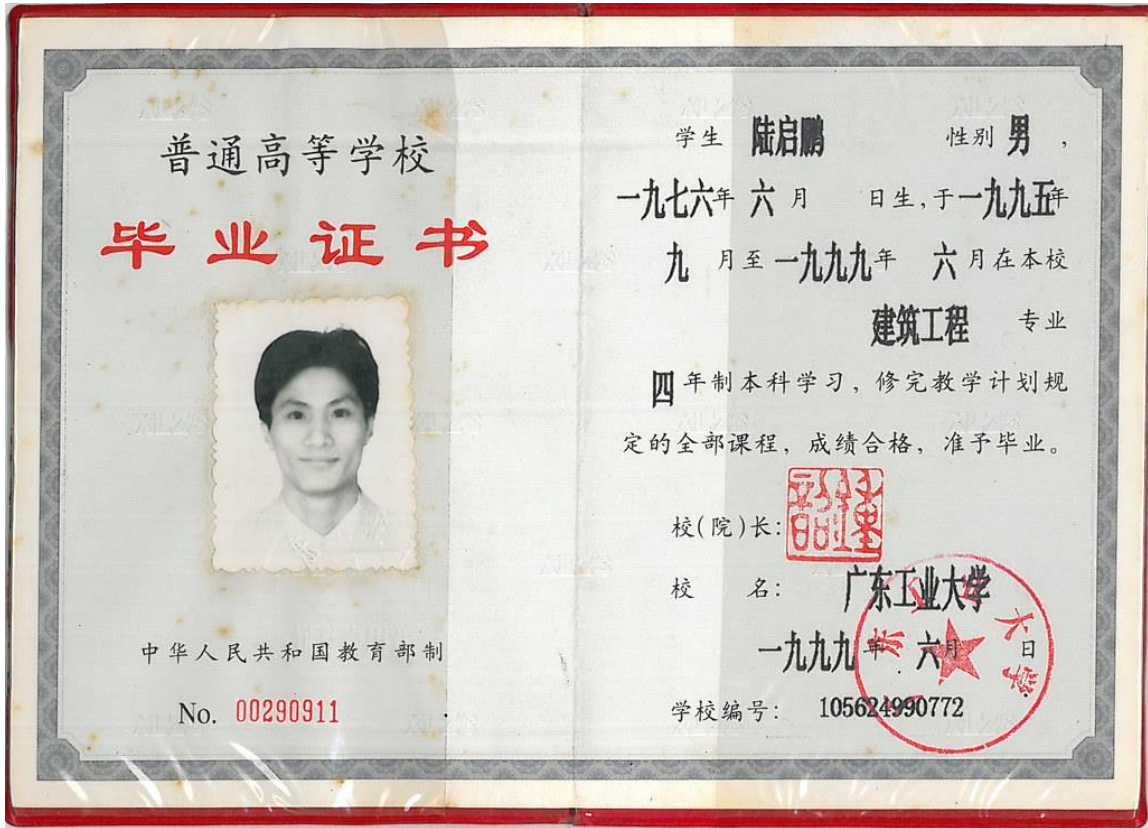 普通高等学校
毕业证书
中华人民共和国教育部制
No. 00290911
学生 陆启鹏 性别 男 ，
一九七六年 六 月 日生，于一九九五年
九 月至一九九九年 六 月在本校
建筑工程 专业
四 年制本科学习，修完教学计划规
定的全部课程，成绩合格，准予毕业。
校(院)长:
校 名: 广东工业大学
一九九九年 六月 日
学校编号: 105624990772